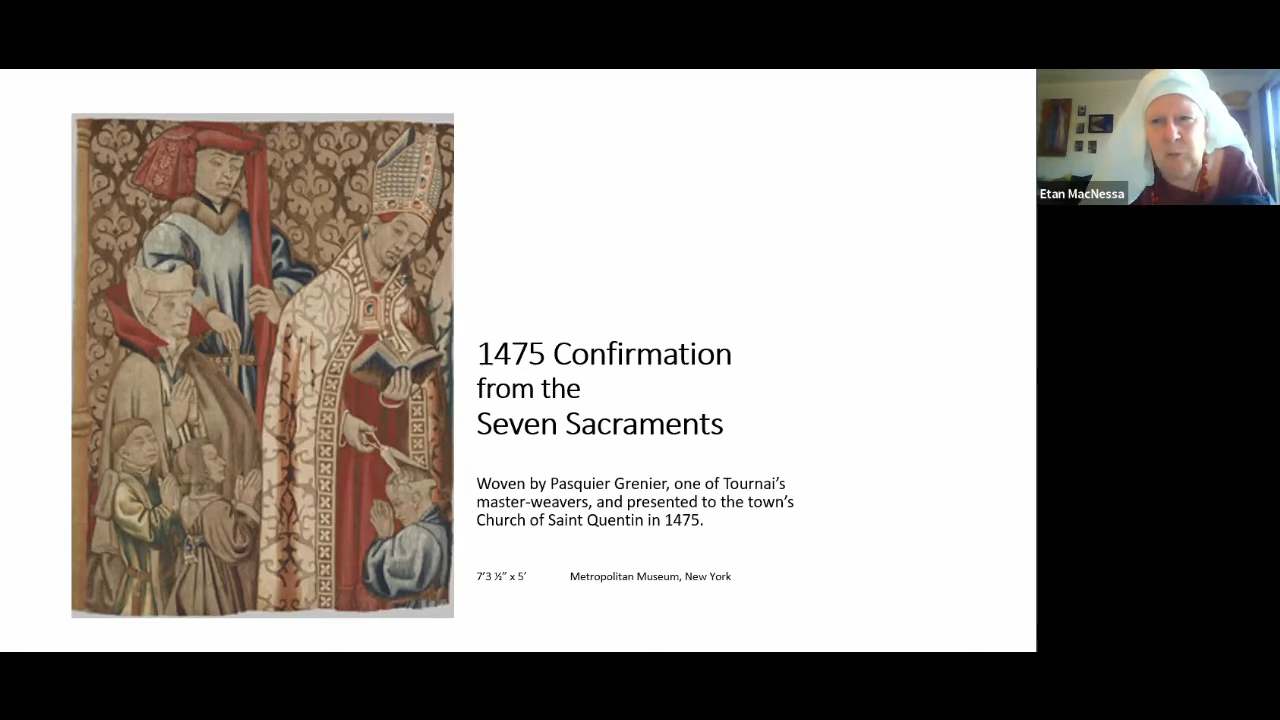 1475 Confirmation
from the
Seven Sacraments
Woven by Pasquier Grenier, one of Tournai's
master-weavers, and presented to the town's
Church of Saint Quentin in 1475.
7'3 ½" x 5' Metropolitan Museum, New York
Etan MacNessa